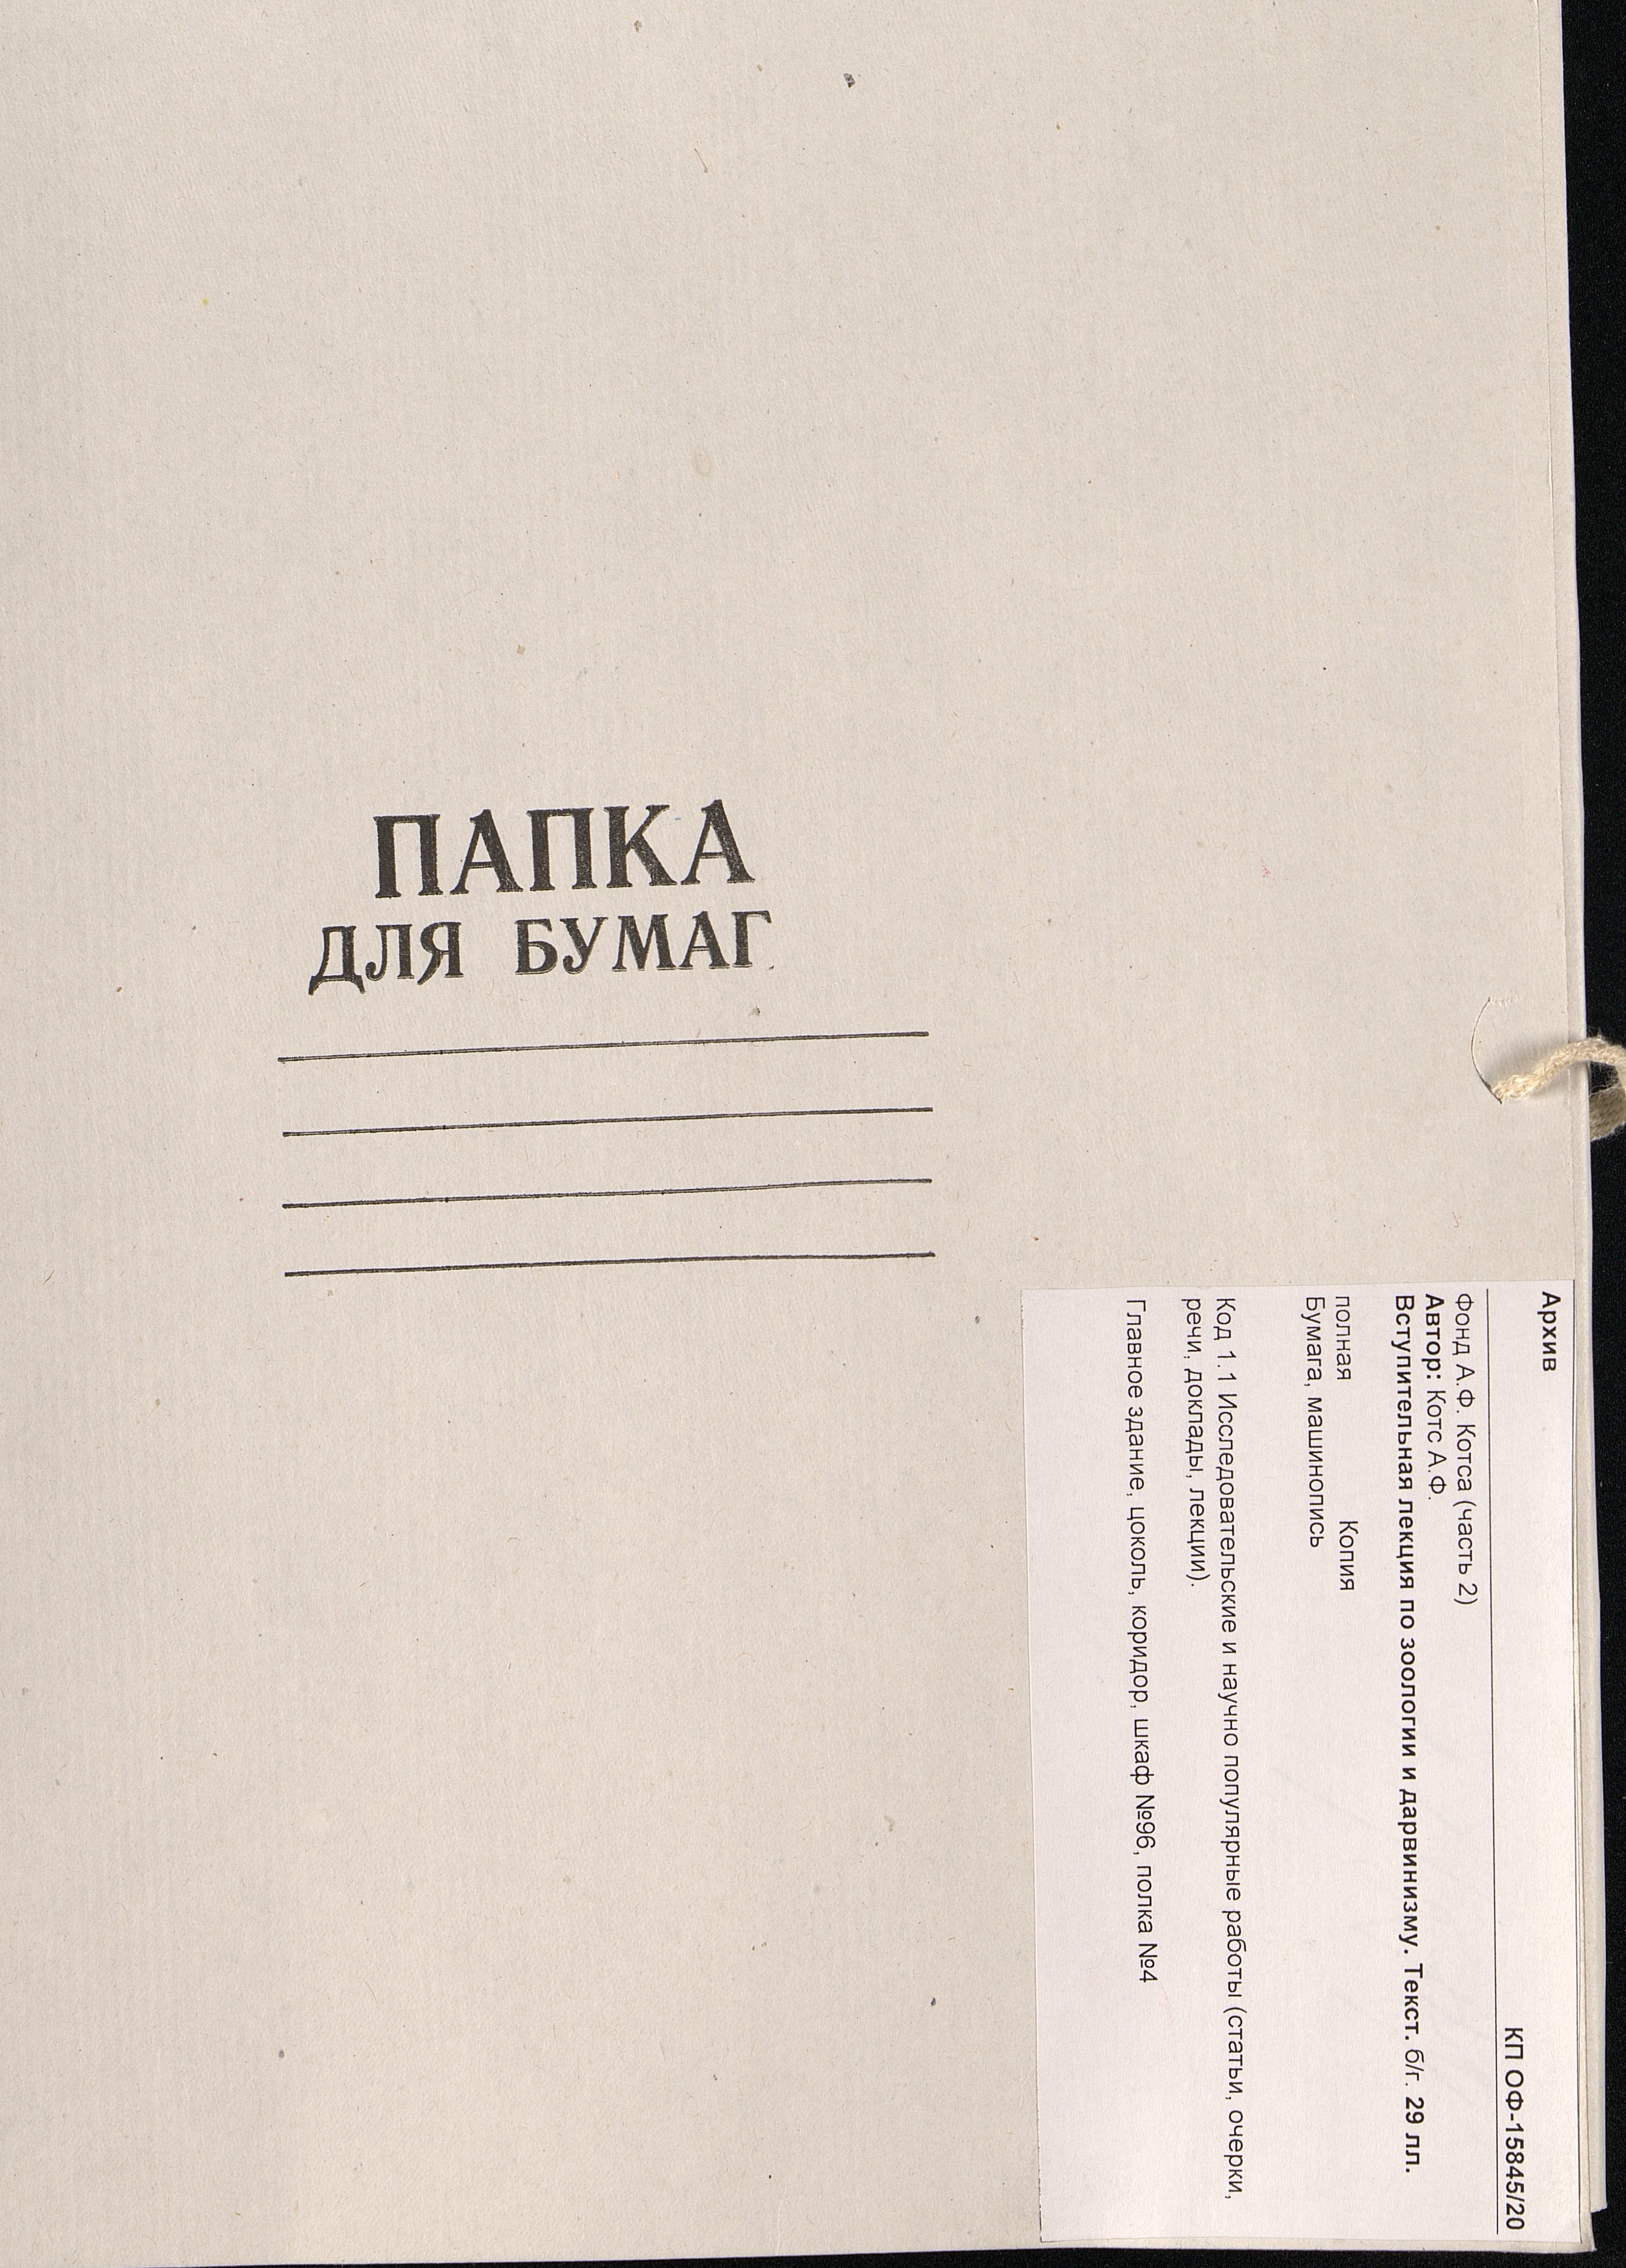 ПАПКА
ДЛЯ БУМАГ
Архив
КП ОФ-15845/20
Фонд А.Ф. Котса (часть 2)
Автор: Котс А.Ф.
Вступительная лекция по зоологии и дарвинизму. Текст. б/г. 29 лл.
полная Копия
Бумага, машинопись
Код 1.1 Исследовательские и научно популярные работы (статьи, очерки,
речи, доклады, лекции).
Главное здание, цоколь, коридор, шкаф №96, полка №4